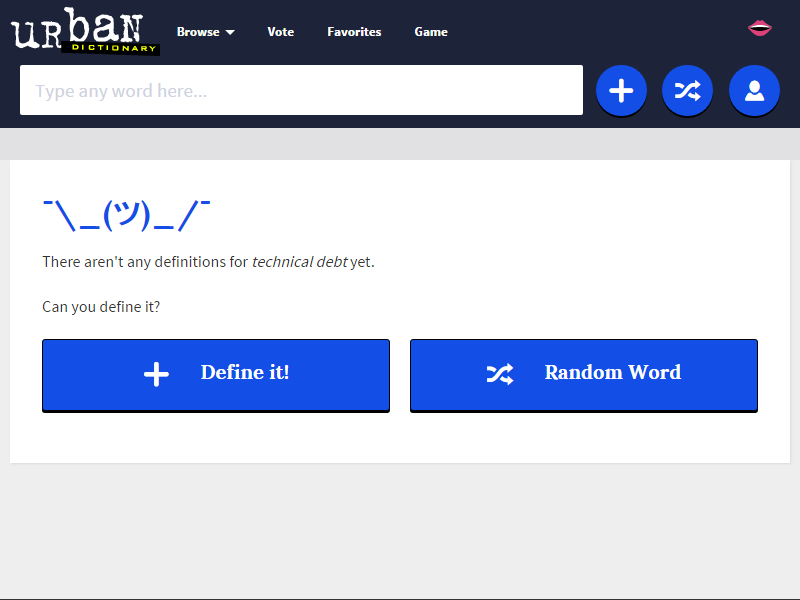 urban
DICTIONARY
Browse Vote Favorites Game
Type any word here...
¯\_(ツ)_/¯
There aren't any definitions for technical debt yet.
Can you define it?
Define it! Random Word